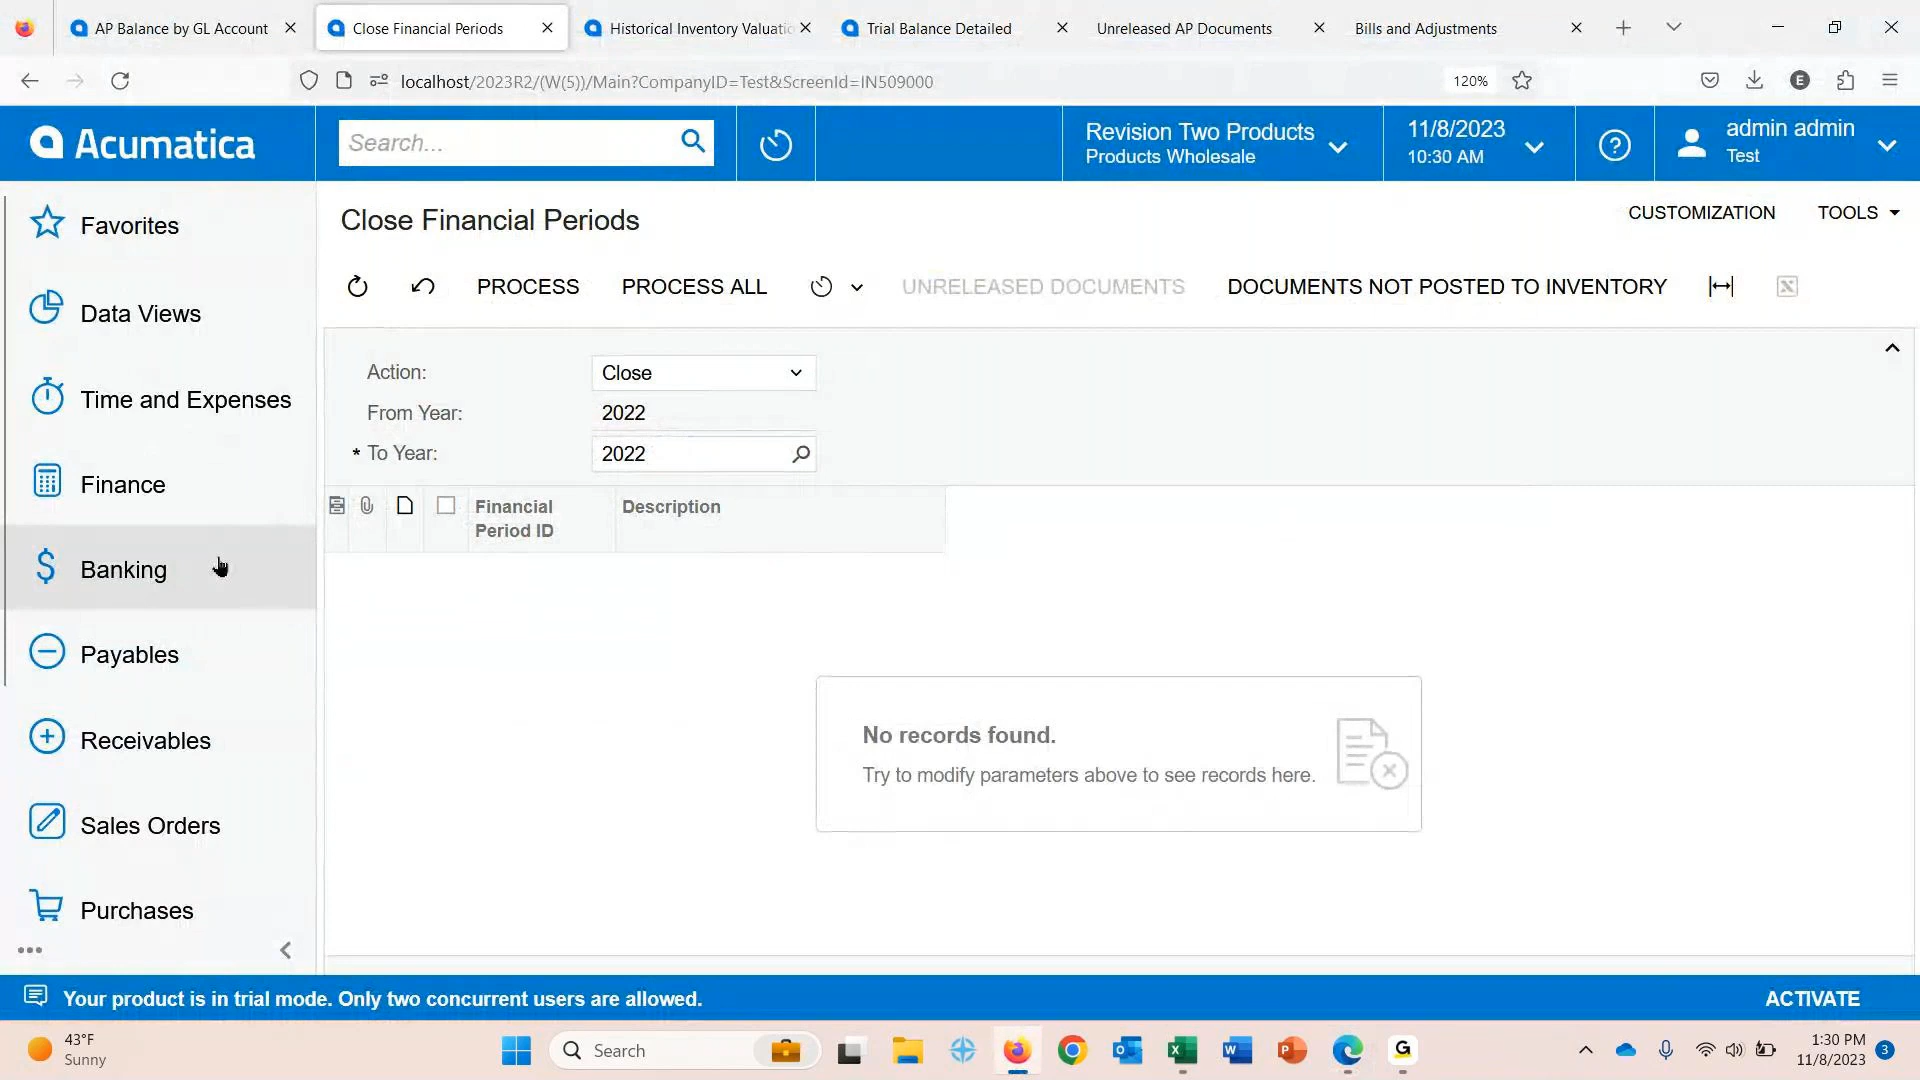 AP Balance by GL Account
Close Financial Periods
Historical Inventory Valuatio
Trial Balance Detailed
Unreleased AP Documents
Bills and Adjustments
localhost/2023R2/(W(5))/Main?CompanyID=Test&ScreenId=IN509000
120%
E
Acumatica
Search...
Revision Two Products
Products Wholesale
11/8/2023
10:30 AM
?
admin admin
Test
Favorites
Data Views
Time and Expenses
Finance
Banking
Payables
Receivables
Sales Orders
Purchases
Close Financial Periods
CUSTOMIZATION
TOOLS
PROCESS
PROCESS ALL
UNRELEASED DOCUMENTS
DOCUMENTS NOT POSTED TO INVENTORY
Action:
Close
From Year:
2022
* To Year:
2022
Financial
Period ID
Description
No records found.
Try to modify parameters above to see records here.
Your product is in trial mode. Only two concurrent users are allowed.
ACTIVATE
43°F
Sunny
Search
1:30 PM
11/8/2023
3